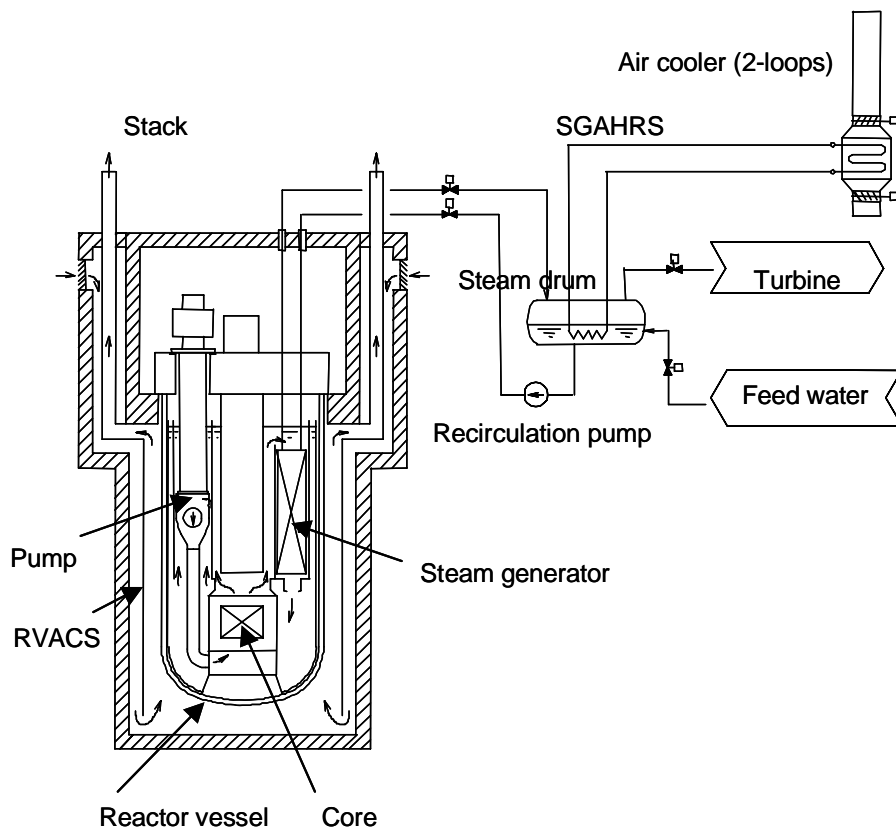 Air cooler (2-loops)
Stack
SGAHRS
Steam drum
Turbine
Feed water
Recirculation pump
Pump
Steam generator
RVACS
Reactor vessel
Core